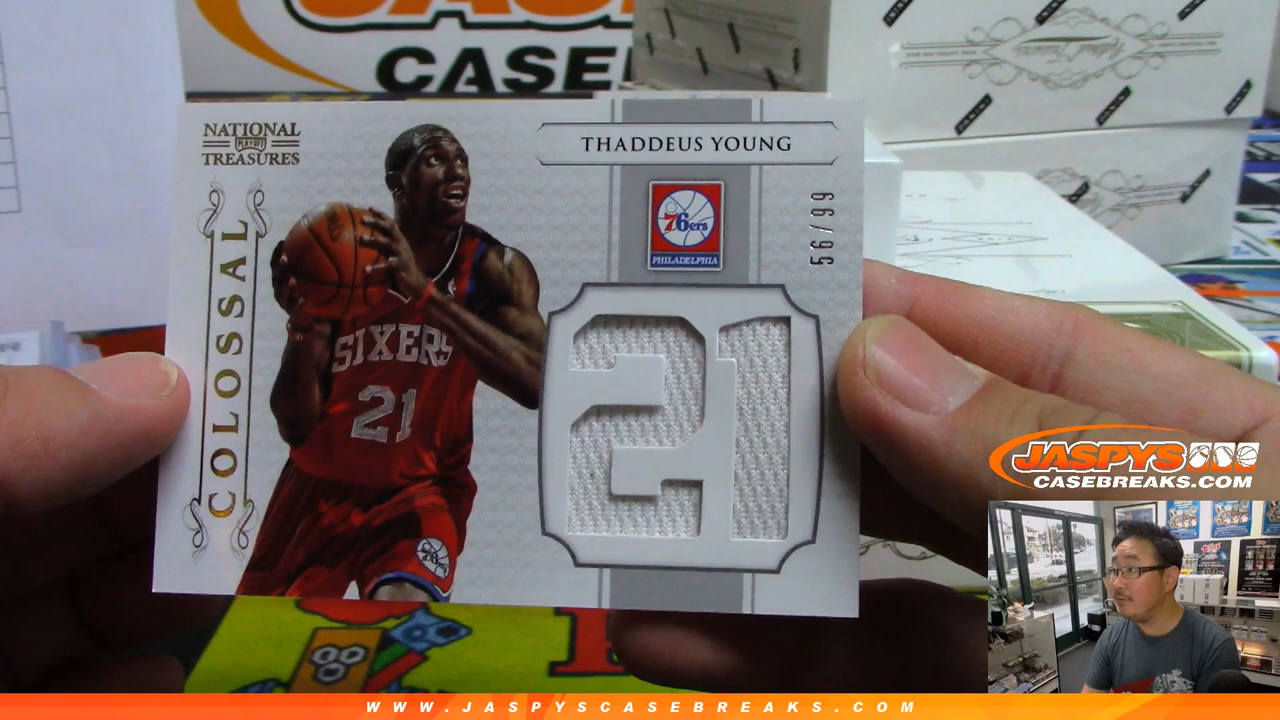 CASE
NATIONAL
PLAYOFF
TREASURES
COLOSSAL
THADDEUS YOUNG
76ers
PHILADELPHIA
56/99
SIXERS
21
21
JASPYS
CASEBREAKS.COM
WWW.JASPYSCASEBREAKS.COM